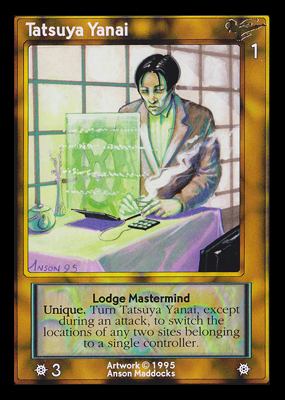 Tatsuya Yanai
1
ANSON 95
Lodge Mastermind
Unique. Turn Tatsuya Yanai, except
during an attack, to switch the
locations of any two sites belonging
to a single controller.
3
Artwork © 1995
Anson Maddocks